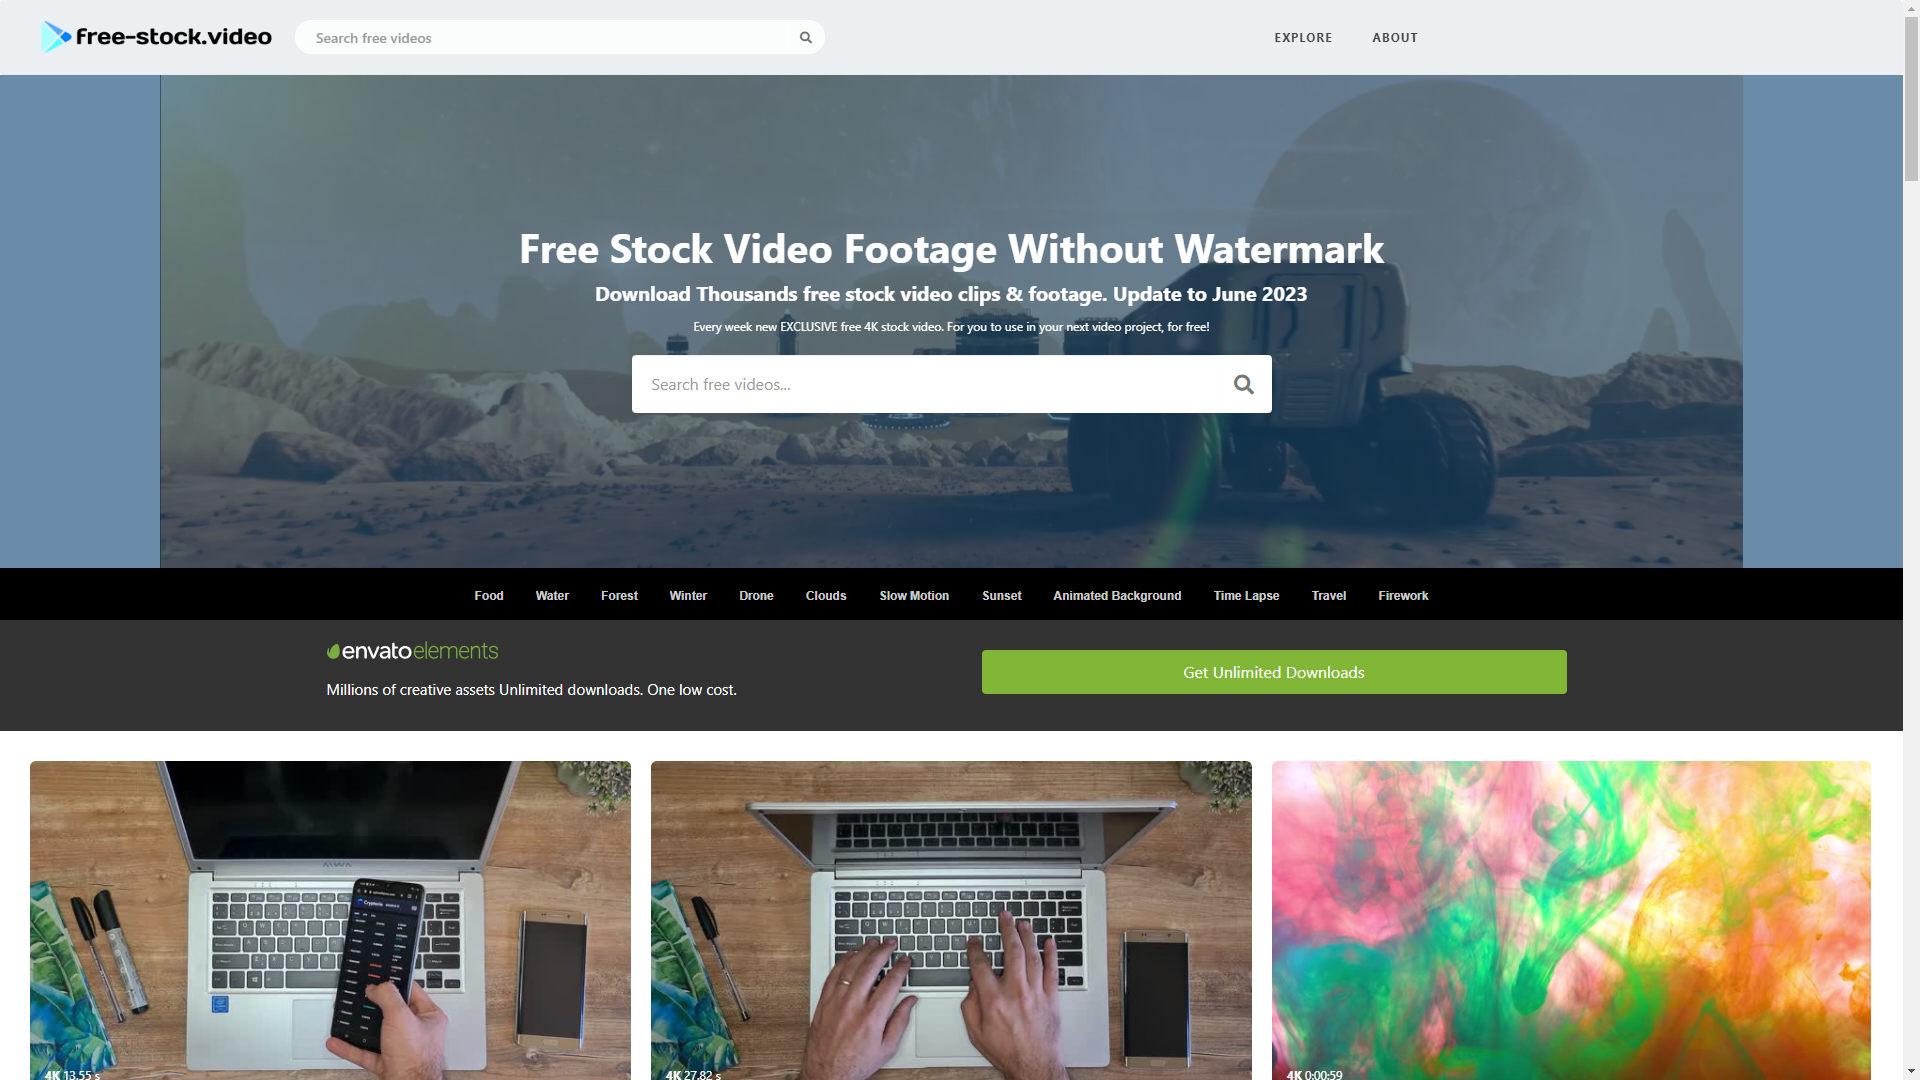 free-stock.video
Search free videos
EXPLORE
ABOUT
Free Stock Video Footage Without Watermark
Download Thousands free stock video clips & footage. Update to June 2023
Every week new EXCLUSIVE free 4K stock video. For you to use in your next video project, for free!
Search free videos...
Food Water Forest Winter Drone Clouds Slow Motion Sunset Animated Background Time Lapse Travel Firework
envato elements
Millions of creative assets Unlimited downloads. One low cost.
Get Unlimited Downloads
4K 13.55 s
4K 27.82 s
4K 0:00:59